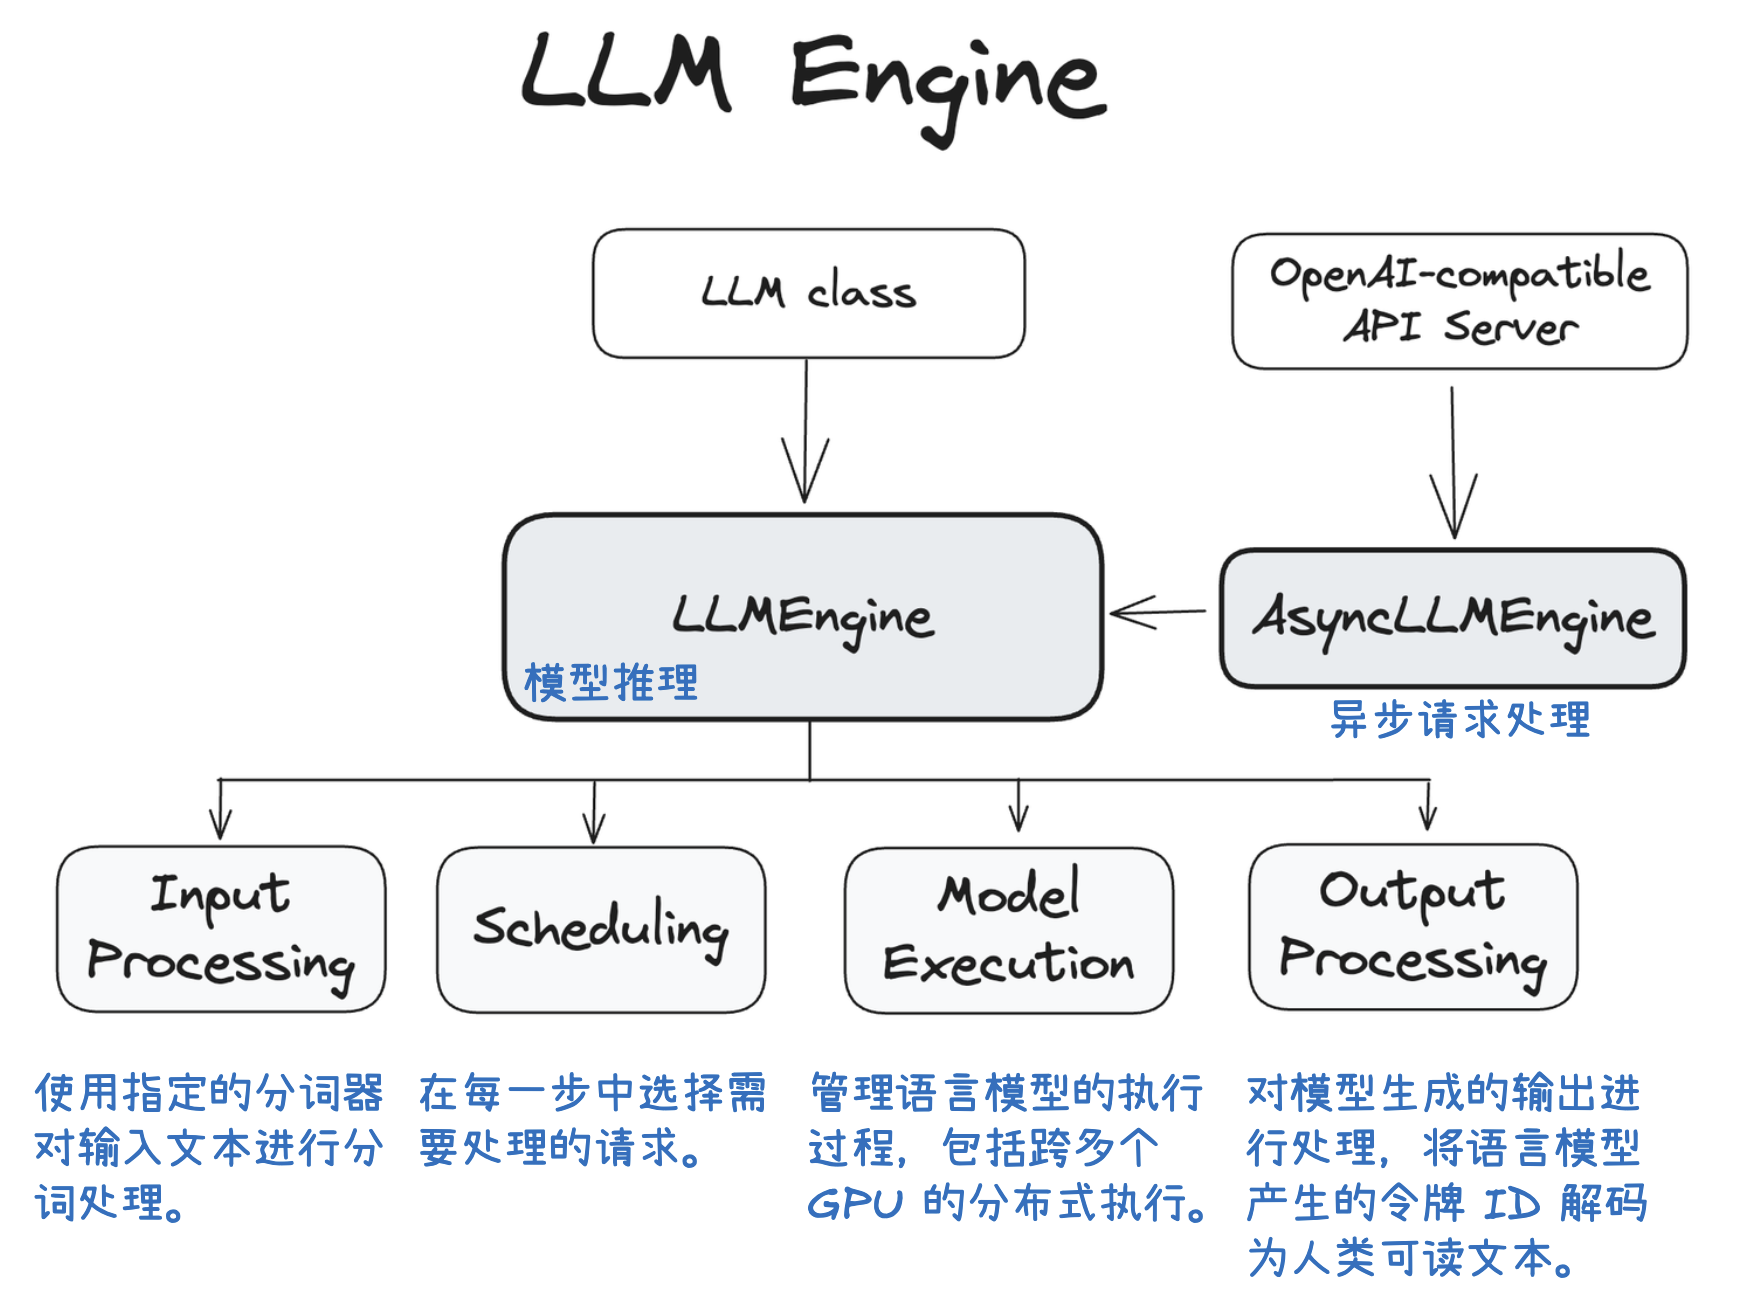 LLM Engine
LLM class
OpenAI-compatible
API Server
LLMEngine
模型推理
AsyncLLMEngine
异步请求处理
Input
Processing
Scheduling
Model
Execution
Output
Processing
使用指定的分词器
对输入文本进行分
词处理。
在每一步中选择需
要处理的请求。
管理语言模型的执行
过程，包括跨多个
GPU 的分布式执行。
对模型生成的输出进
行处理，将语言模型
产生的令牌 ID 解码
为人类可读文本。